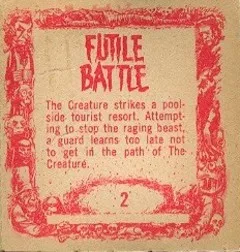 FUTILE
BATTLE
The Creature strikes a pool-
side tourist resort. Attempt-
ing to stop the raging beast,
a guard learns too late not
to get in the path of The
Creature.
2